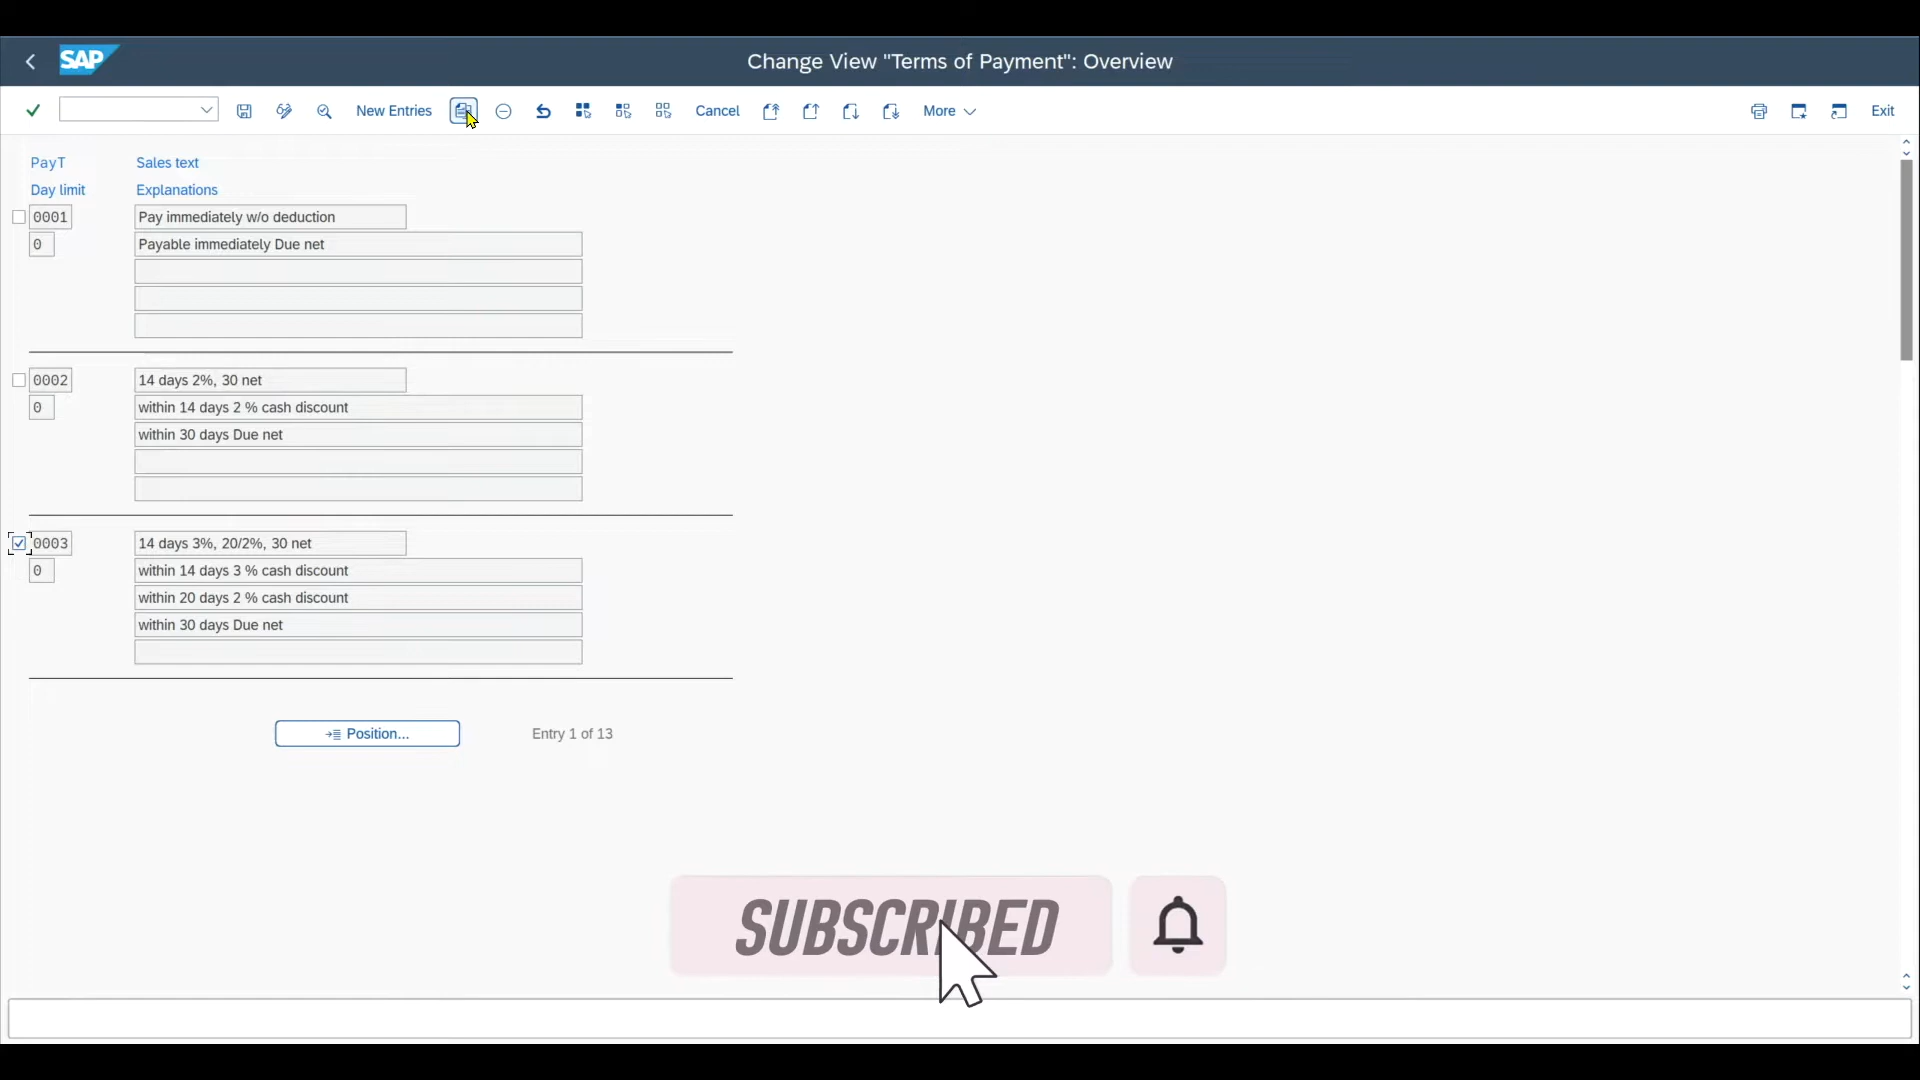 SAP
Change View "Terms of Payment": Overview
New Entries
Cancel
More
Exit
PayT
Sales text
Day limit
Explanations
0001
Pay immediately w/o deduction
0
Payable immediately Due net
0002
14 days 2%, 30 net
0
within 14 days 2 % cash discount
within 30 days Due net
0003
14 days 3%, 20/2%, 30 net
0
within 14 days 3 % cash discount
within 20 days 2 % cash discount
within 30 days Due net
Position...
Entry 1 of 13
SUBSCRIBED